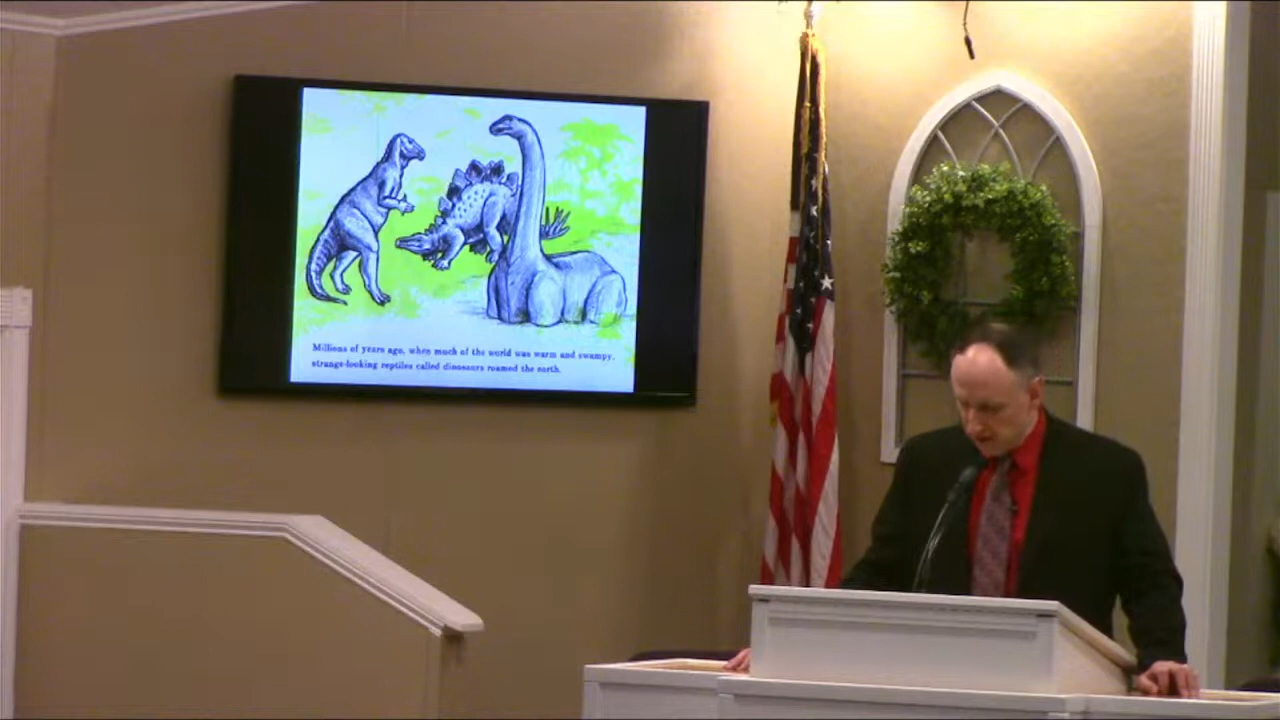 Millions of years ago, when much of the world was warm and swampy,
strange-looking reptiles called dinosaurs roamed the earth.